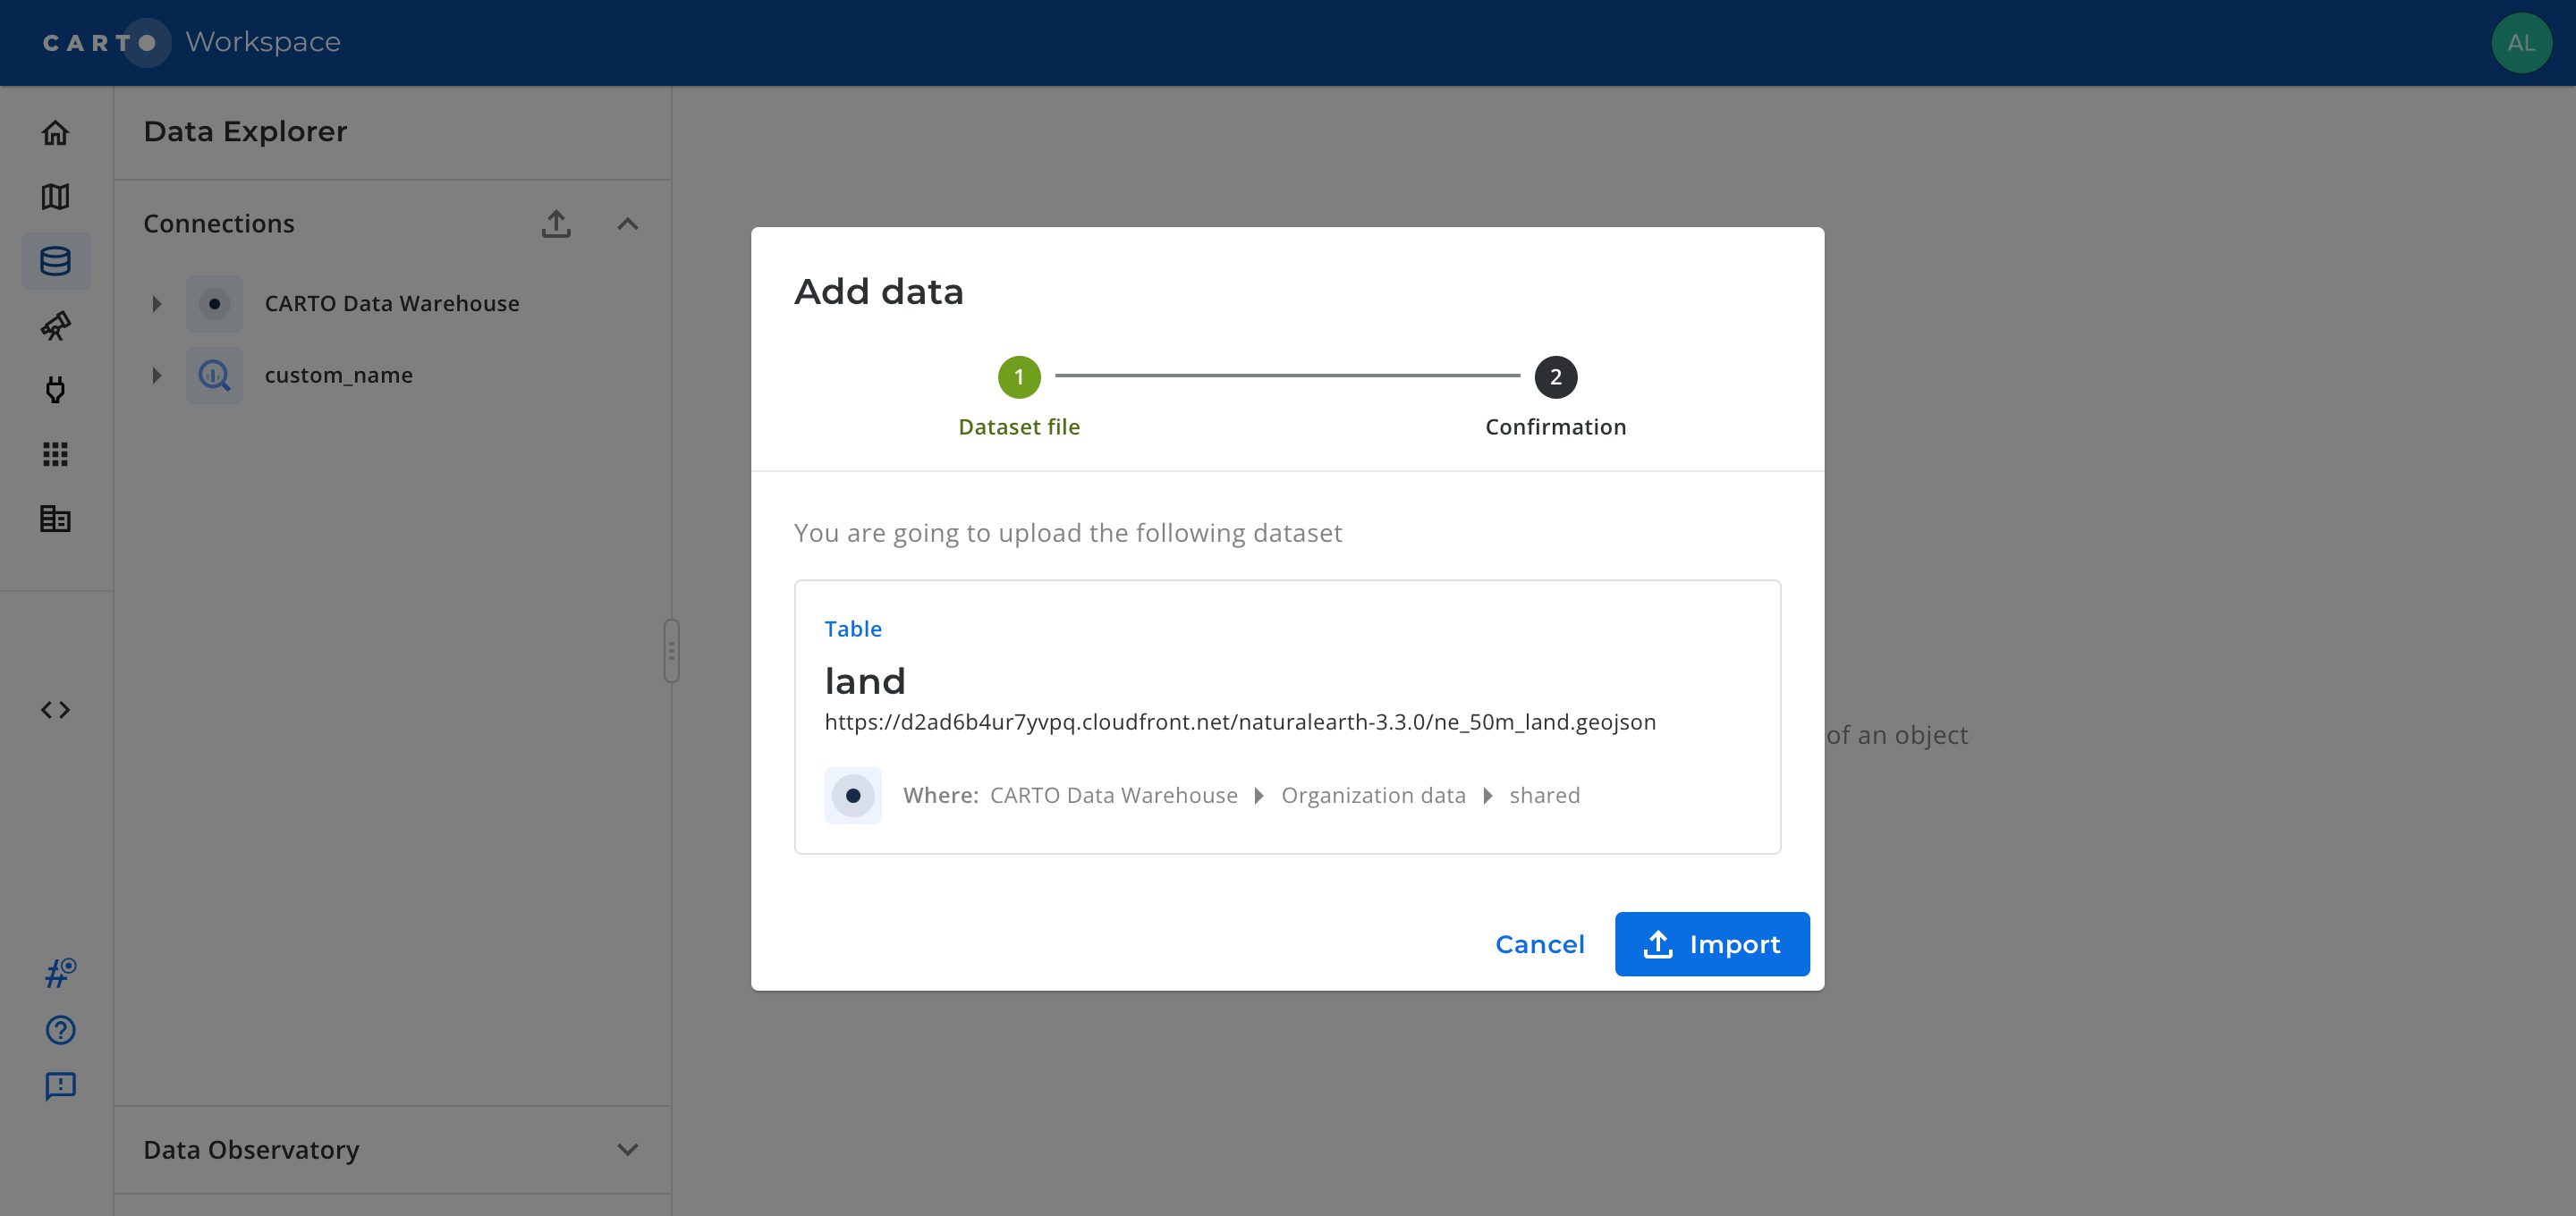 CARTO Workspace
AL
Data Explorer
Connections
CARTO Data Warehouse
custom_name
Data Observatory
Add data
1
2
Dataset file
Confirmation
You are going to upload the following dataset
Table
land
https://d2ad6b4ur7yvpq.cloudfront.net/naturalearth-3.3.0/ne_50m_land.geojson
Where: CARTO Data Warehouse Organization data shared
Cancel
Import
of an object